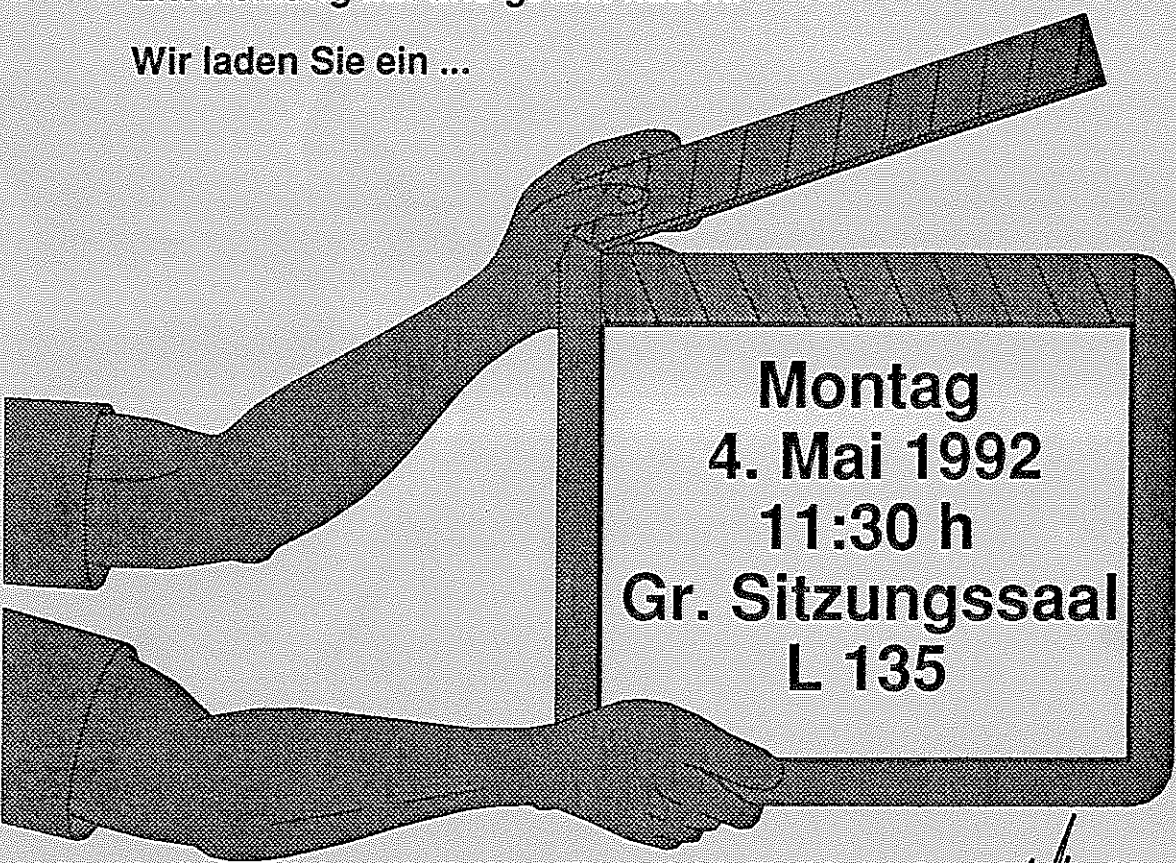 Wir laden Sie ein ...
Montag
4. Mai 1992
11:30 h
Gr. Sitzungssaal
L 135